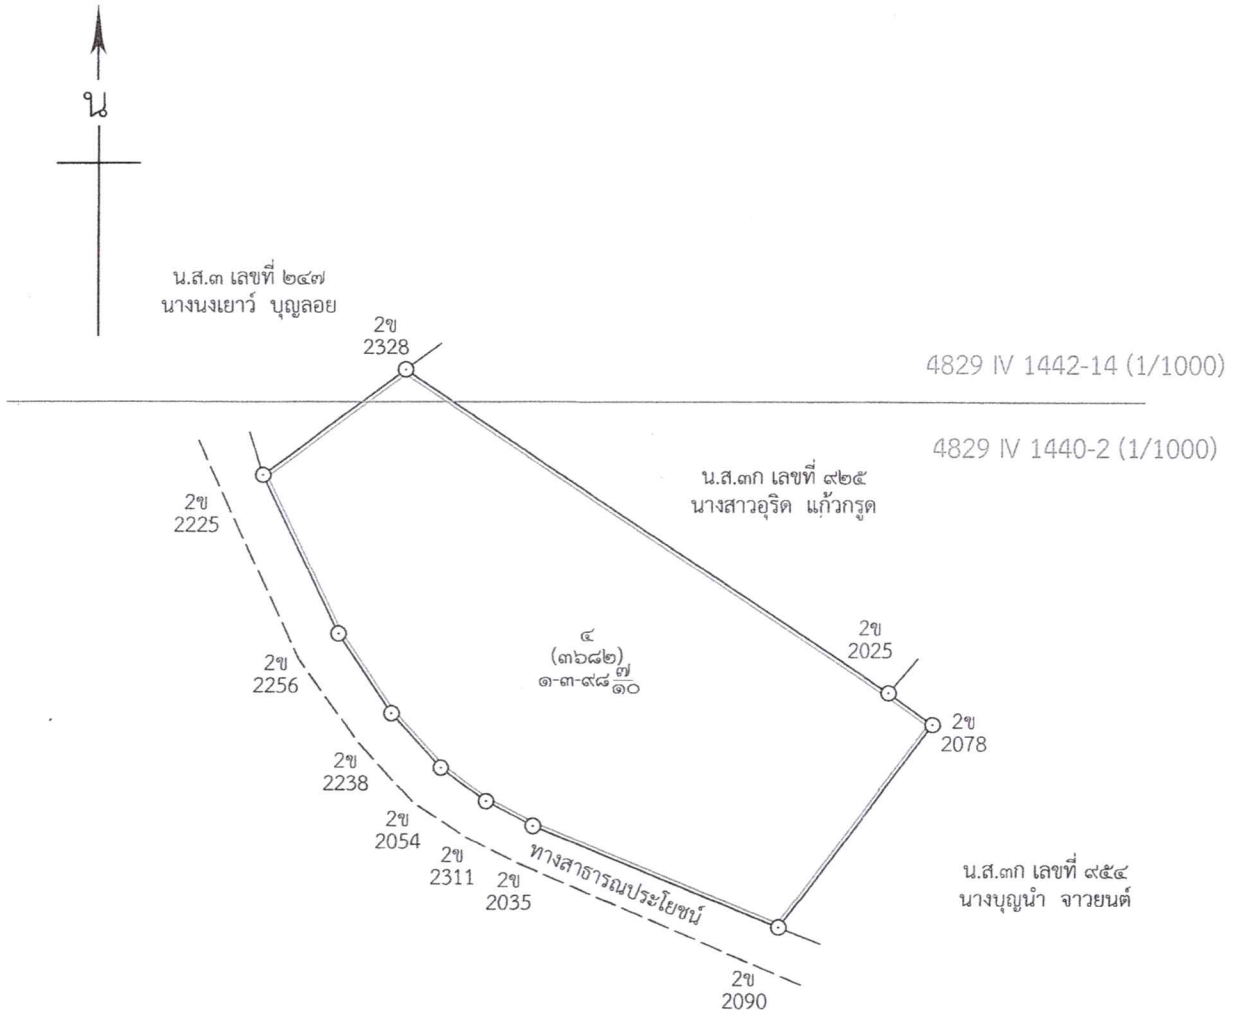 น
น.ส.๓ เลขที่ ๒๔๗
นางนงเยาว์ บุญลอย
2ข
2328
4829 IV 1442-14 (1/1000)
4829 IV 1440-2 (1/1000)
น.ส.๓ก เลขที่ ๙๒๕
นางสาวอุริด แก้วกรูด
2ข
2225
2ข
2025
๔
(๓๖๘๒)
๑-๓-๙๘ ๗/๑๐
2ข
2256
2ข
2078
2ข
2238
2ข
2054
2ข
2311
2ข
2035
ทางสาธารณประโยชน์
น.ส.๓ก เลขที่ ๙๕๔
นางบุญนำ จาวยนต์
2ข
2090